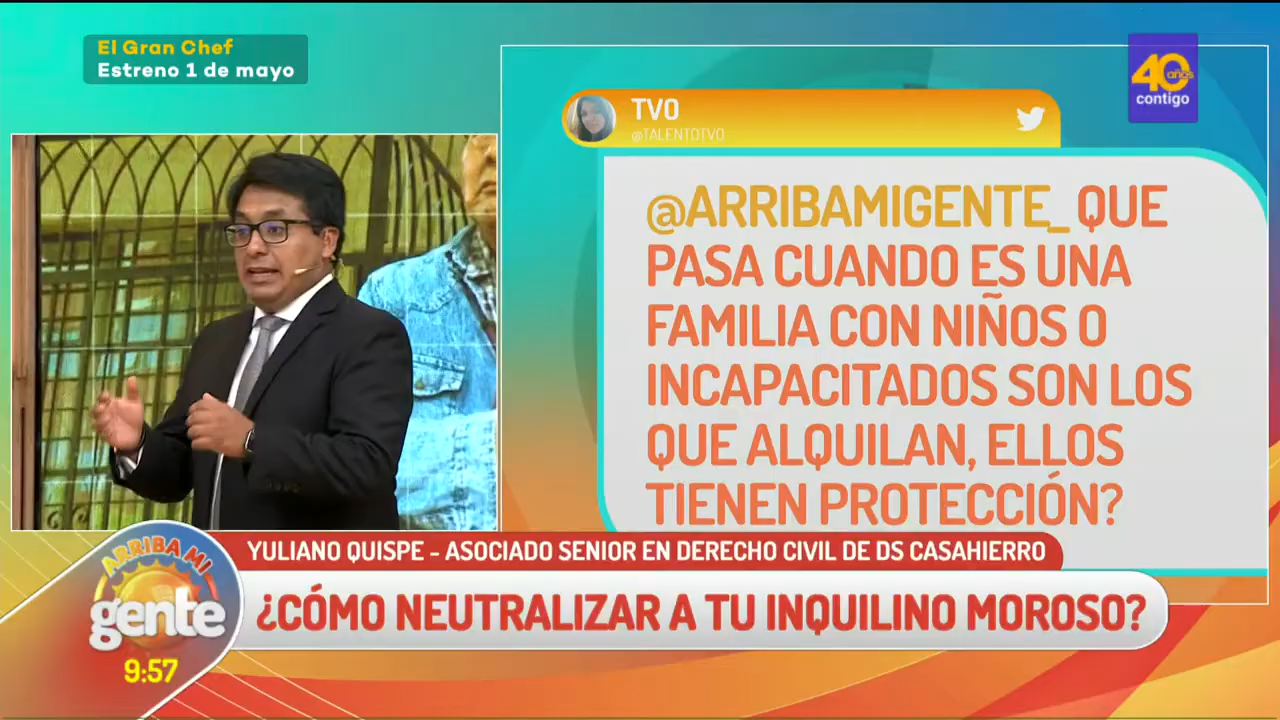 El Gran Chef
Estreno 1 de mayo
40 años
contigo
TVO
@TALENTOTVO
@ARRIBAMIGENTE_ QUE
PASA CUANDO ES UNA
FAMILIA CON NIÑOS O
INCAPACITADOS SON LOS
QUE ALQUILAN, ELLOS
TIENEN PROTECCIÓN?
YULIANO QUISPE - ASOCIADO SENIOR EN DERECHO CIVIL DE DS CASAHIERRO
¿CÓMO NEUTRALIZAR A TU INQUILINO MOROSO?
ARRIBA MI
gente
9:57